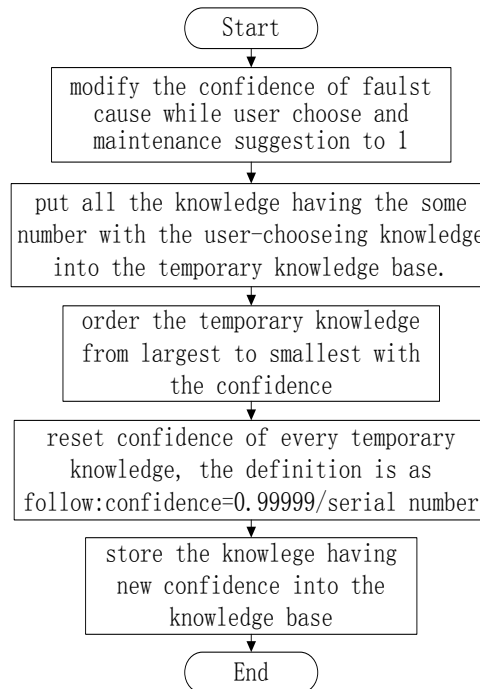 Start
modify the confidence of faulst
cause while user choose and
maintenance suggestion to 1
put all the knowledge having the some
number with the user-chooseing knowledge
into the temporary knowledge base.
order the temporary knowledge
from largest to smallest with
the confidence
reset confidence of every temporary
knowledge, the definition is as
follow:confidence=0.99999/serial number
store the knowlege having
new confidence into the
knowledge base
End